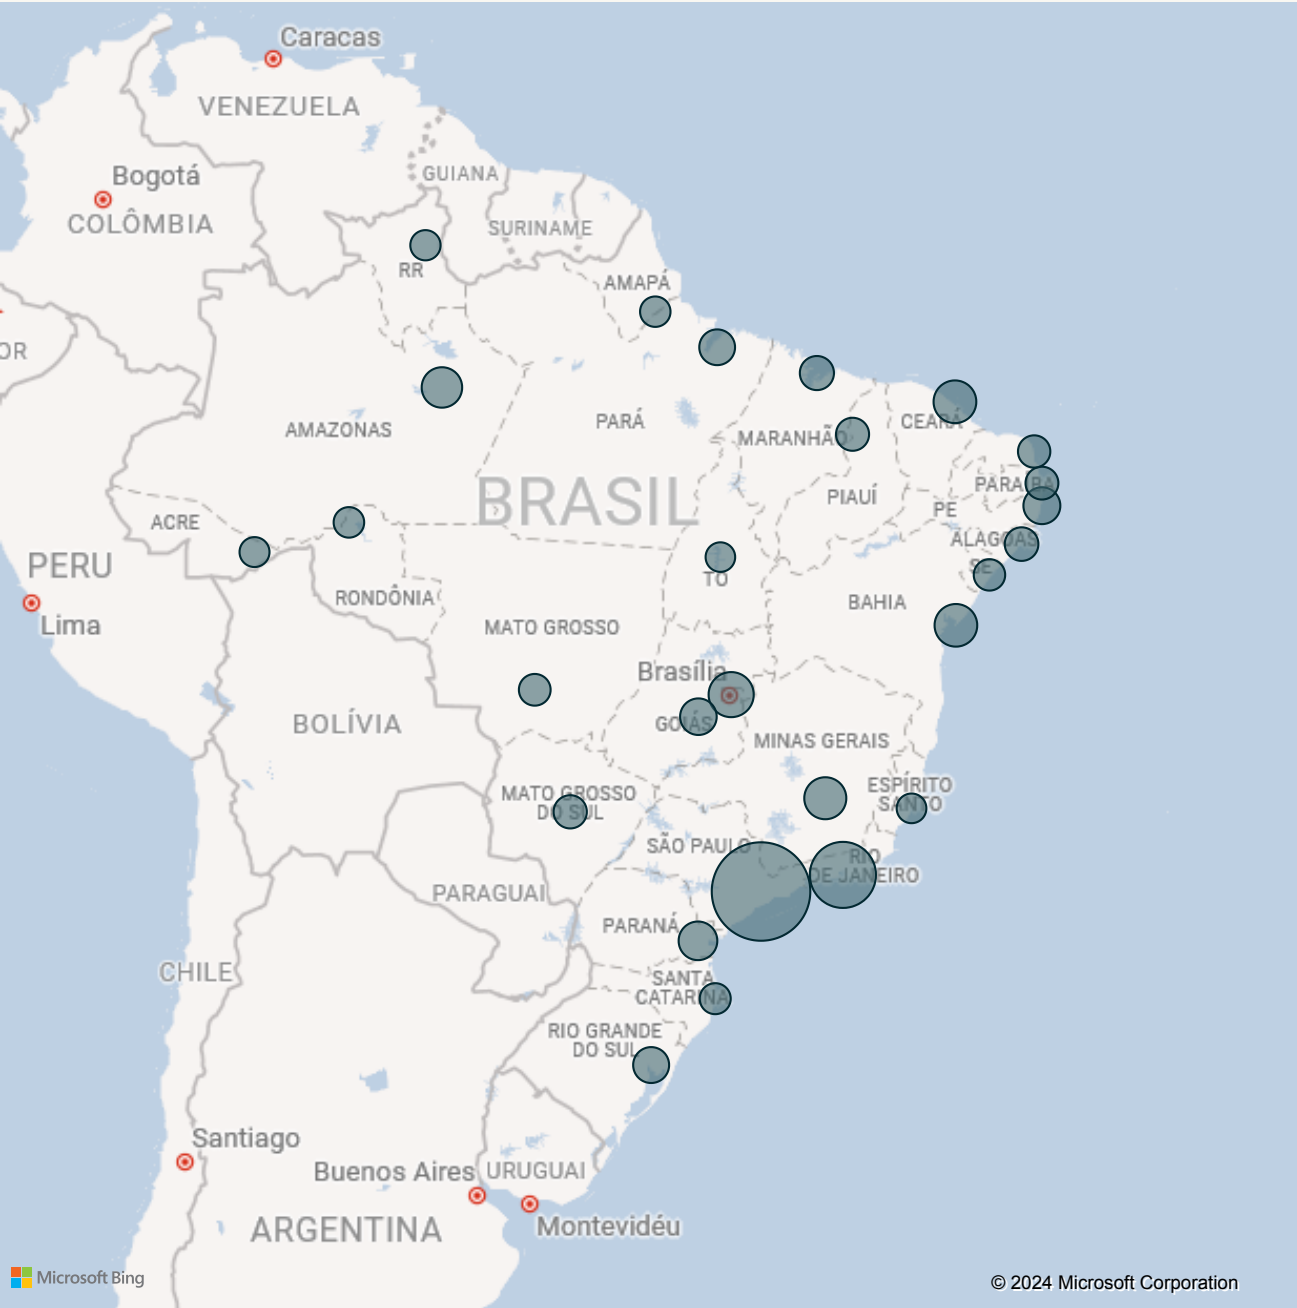 Caracas
VENEZUELA
Bogotá
COLÔMBIA
GUIANA
SURINAME
RR
AMAPÁ
OR
AMAZONAS
PARÁ
MARANHÃO
CEARÁ
BRASIL
PIAUÍ
PARAÍBA
PE
ACRE
ALAGOAS
SE
PERU
TO
RONDÔNIA
BAHIA
Lima
MATO GROSSO
Brasília
BOLÍVIA
GOIÁS
MINAS GERAIS
MATO GROSSO
DO SUL
ESPÍRITO
SANTO
SÃO PAULO
RIO
DE JANEIRO
PARAGUAI
PARANÁ
CHILE
SANTA
CATARINA
RIO GRANDE
DO SUL
Santiago
Buenos Aires
URUGUAI
ARGENTINA
Montevidéu
Microsoft Bing
© 2024 Microsoft Corporation